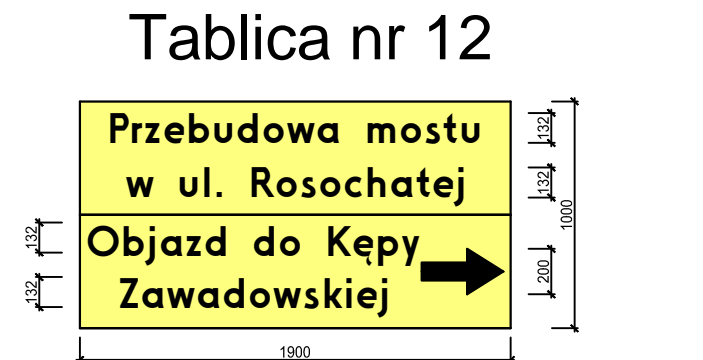 Tablica nr 12
Przebudowa mostu
w ul. Rosochatej
Objazd do Kępy
Zawadowskiej
132
132
132
132
200
1000
1900